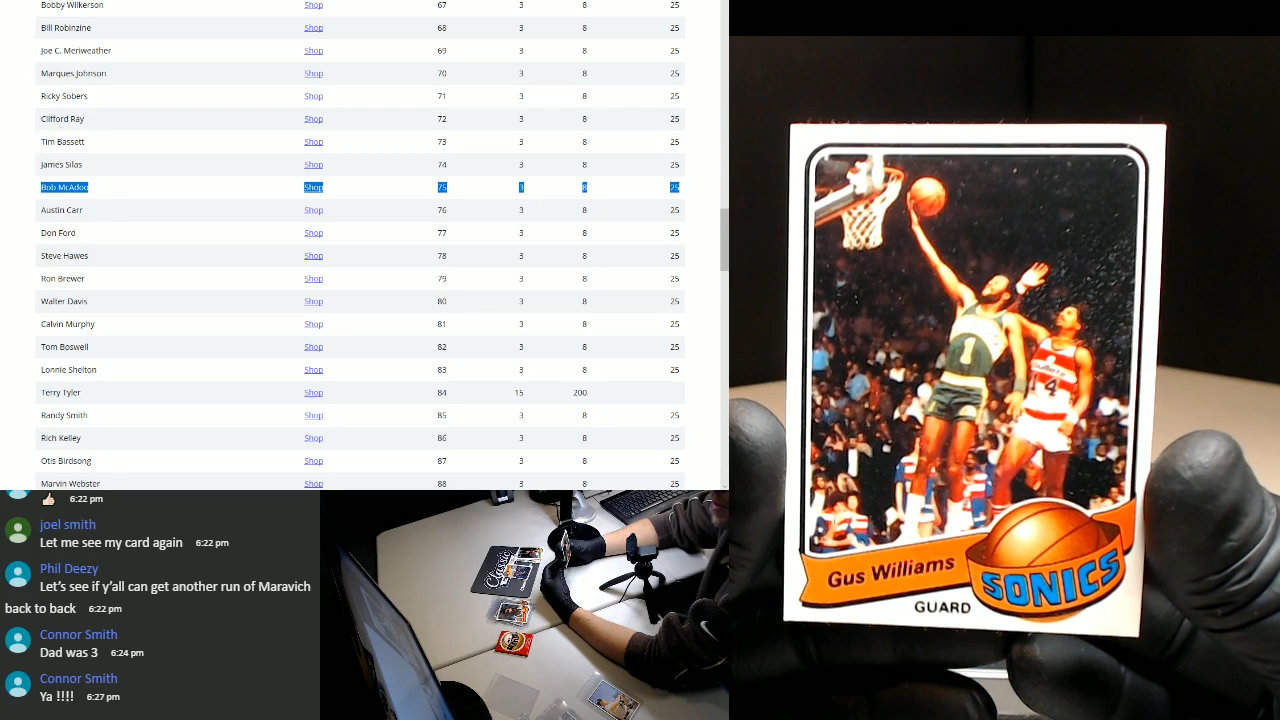 Bobby Wilkerson Shop 67 3 8 25
Bill Robinzine Shop 68 3 8 25
Joe C. Meriweather Shop 69 3 8 25
Marques Johnson Shop 70 3 8 25
Ricky Sobers Shop 71 3 8 25
Clifford Ray Shop 72 3 8 25
Tim Bassett Shop 73 3 8 25
James Silas Shop 74 3 8 25
Bob McAdoo Shop 75 3 8 25
Austin Carr Shop 76 3 8 25
Don Ford Shop 77 3 8 25
Steve Hawes Shop 78 3 8 25
Ron Brewer Shop 79 3 8 25
Walter Davis Shop 80 3 8 25
Calvin Murphy Shop 81 3 8 25
Tom Boswell Shop 82 3 8 25
Lonnie Shelton Shop 83 3 8 25
Terry Tyler Shop 84 15 200
Randy Smith Shop 85 3 8 25
Rich Kelley Shop 86 3 8 25
Otis Birdsong Shop 87 3 8 25
Marvin Webster Shop 88 3 8 25
6:22 pm
joel smith
Let me see my card again 6:22 pm
Phil Deezy
Let's see if y'all can get another run of Maravich
back to back 6:22 pm
Connor Smith
Dad was 3 6:24 pm
Connor Smith
Ya !!!! 6:27 pm
Classic
1
14
Gus Williams
SONICS
GUARD